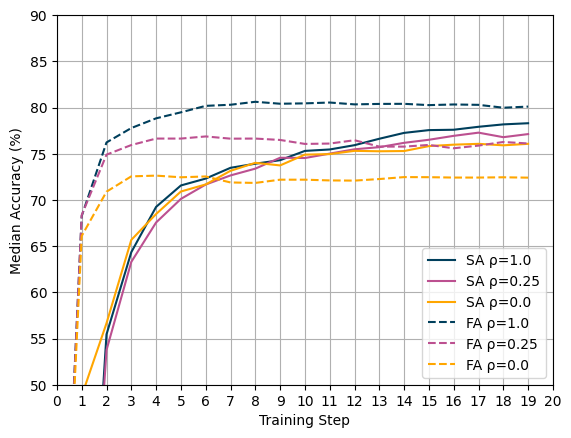 90
85
80
75
70
65
60
55
50
Median Accuracy (%)
SA ρ=1.0
SA ρ=0.25
SA ρ=0.0
FA ρ=1.0
FA ρ=0.25
FA ρ=0.0
0 1 2 3 4 5 6 7 8 9 10 11 12 13 14 15 16 17 18 19 20
Training Step